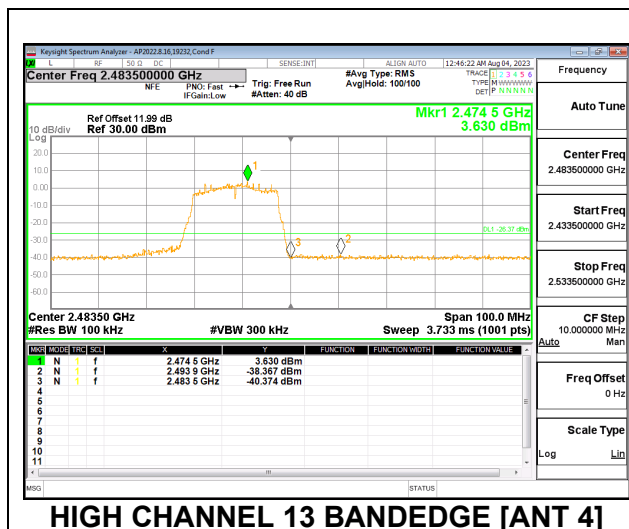 Keysight Spectrum Analyzer - AP2022.8.16,19232,Cond F
L RF 50 Ω DC SENSE:INT ALIGN AUTO 12:46:22 AM Aug 04, 2023
Center Freq 2.483500000 GHz
NFE
PNO: Fast
IFGain:Low
Trig: Free Run
#Atten: 40 dB
#Avg Type: RMS
Avg|Hold: 100/100
TRACE 1 2 3 4 5 6
TYPE M WWWWW
DET P N N N N N
Ref Offset 11.99 dB
10 dB/div Ref 30.00 dBm
Log
Mkr1 2.474 5 GHz
3.630 dBm
20.0
10.0
0.00
-10.0
-20.0
-30.0
-40.0
-50.0
-60.0
1
2
3
DL1 -26.37 dBm
Center 2.48350 GHz Span 100.0 MHz
#Res BW 100 kHz #VBW 300 kHz Sweep 3.733 ms (1001 pts)
MKR MODE TRC SCL X Y FUNCTION FUNCTION WIDTH FUNCTION VALUE
1 N 1 f 2.474 5 GHz 3.630 dBm
2 N 1 f 2.493 9 GHz -38.367 dBm
3 N 1 f 2.483 5 GHz -40.374 dBm
4
5
6
7
8
9
10
11
MSG STATUS
Frequency
Auto Tune
Center Freq
2.483500000 GHz
Start Freq
2.433500000 GHz
Stop Freq
2.533500000 GHz
CF Step
10.000000 MHz
Auto Man
Freq Offset
0 Hz
Scale Type
Log Lin
HIGH CHANNEL 13 BANDEDGE [ANT 4]